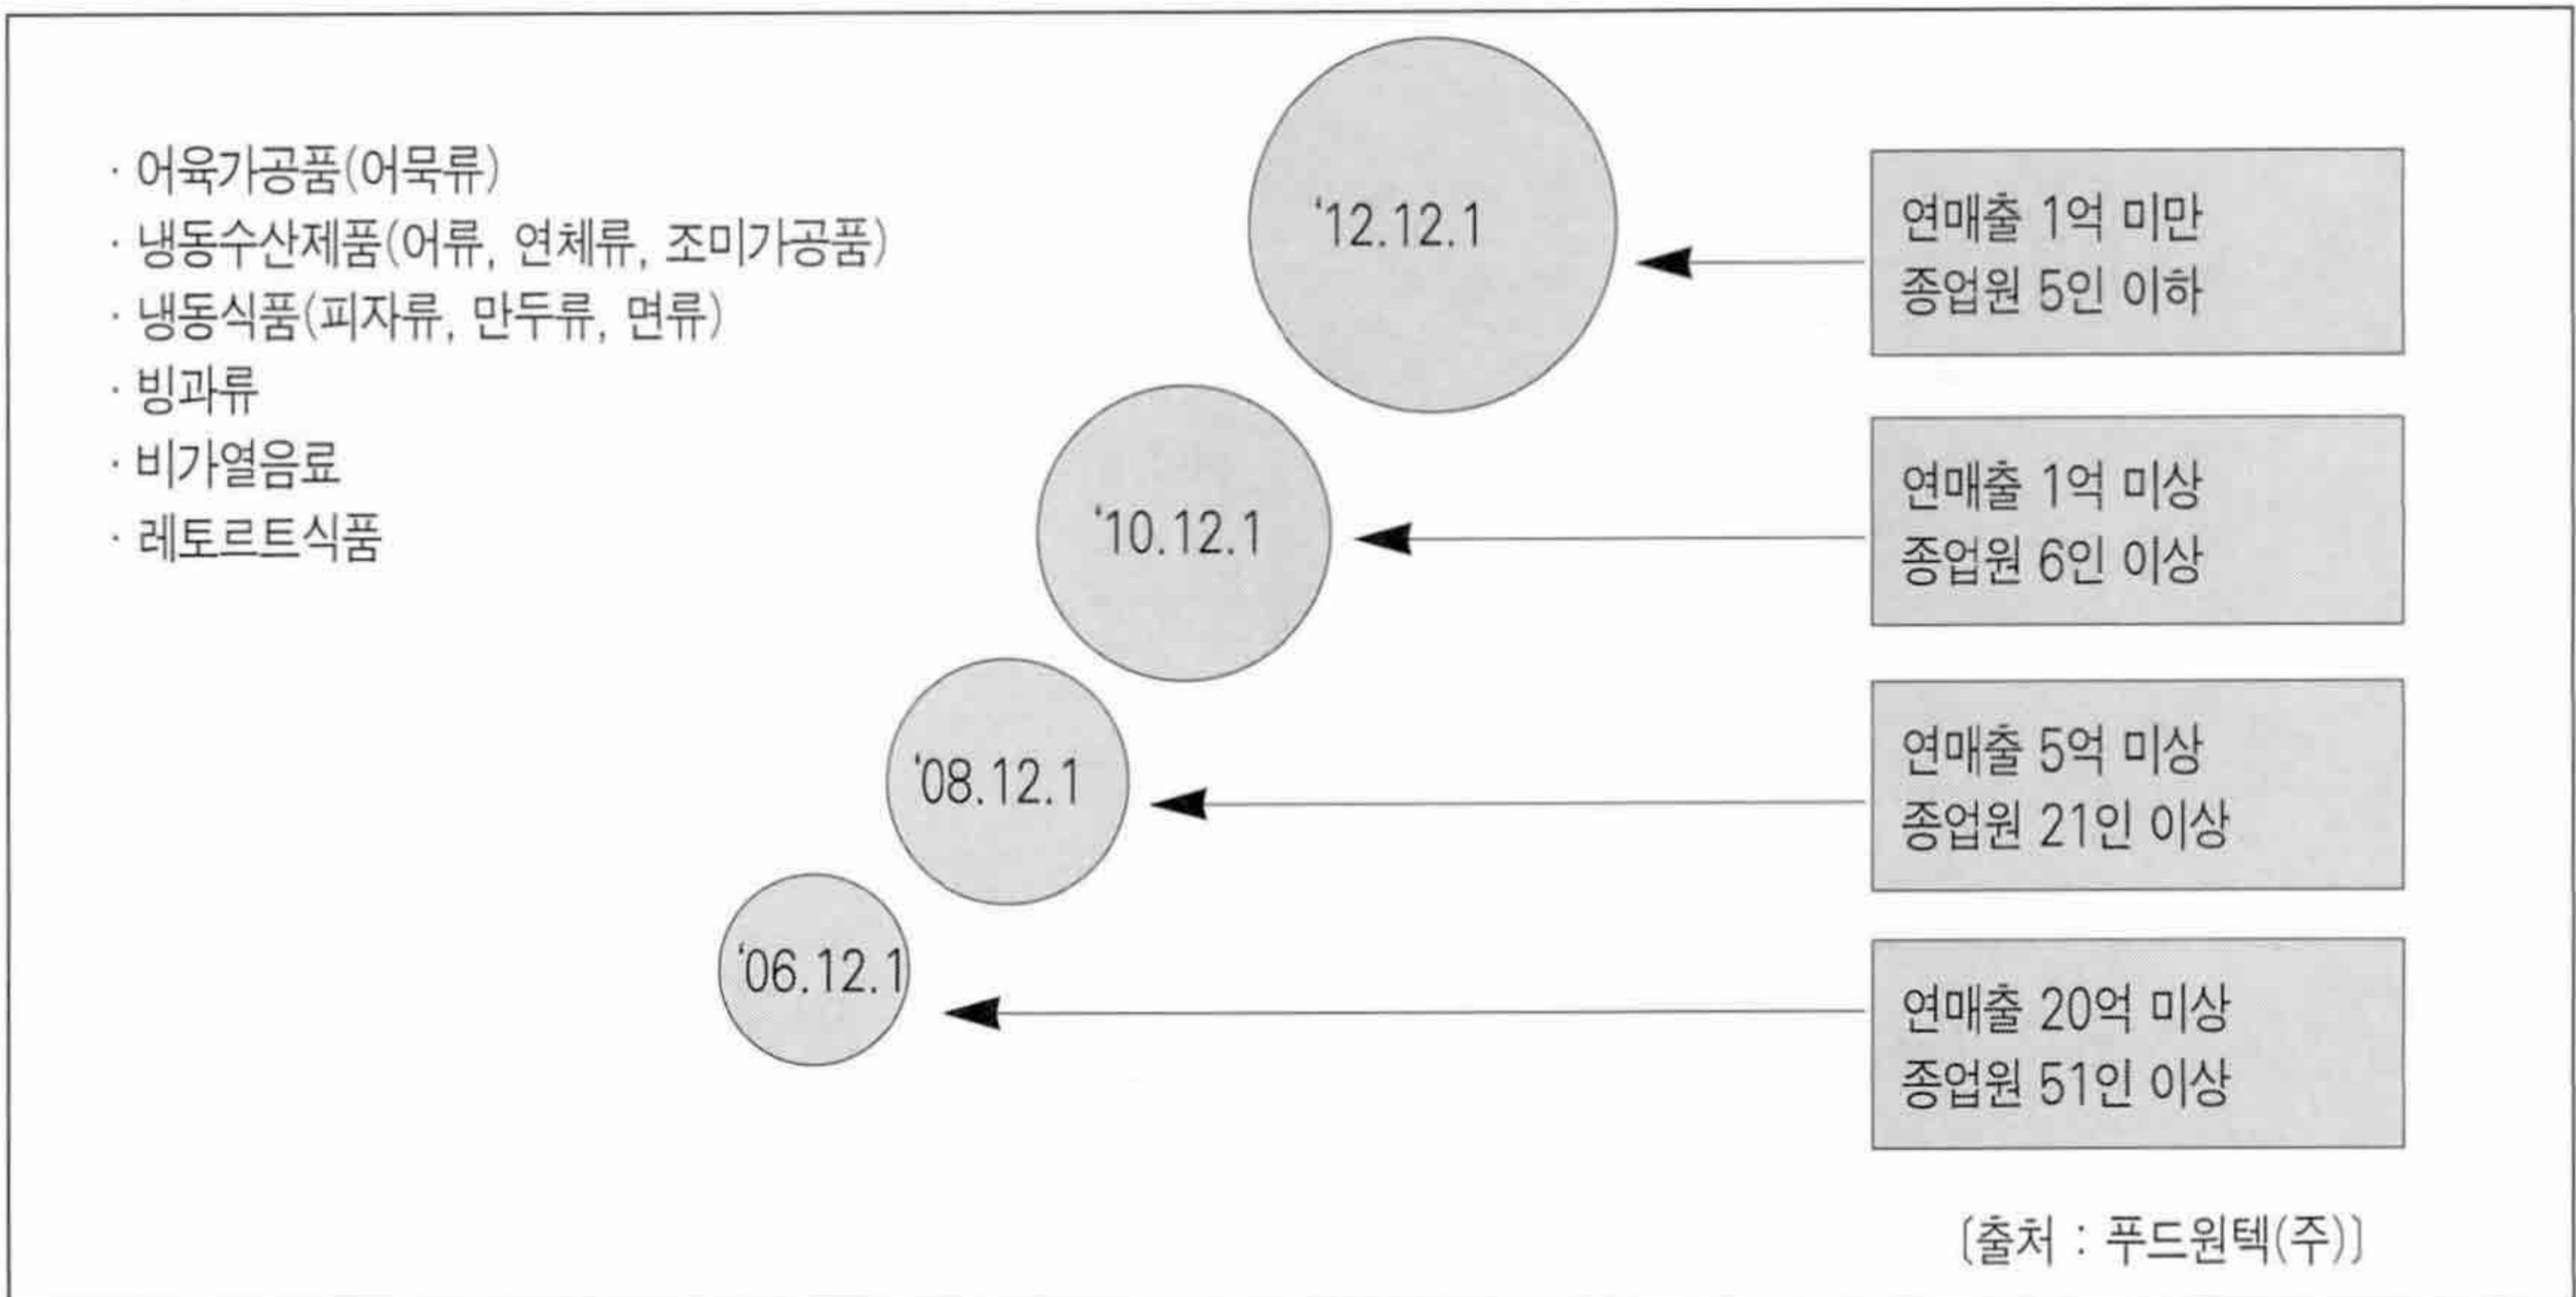 · 어육가공품(어묵류)
· 냉동수산제품(어류, 연체류, 조미가공품)
· 냉동식품(피자류, 만두류, 면류)
· 빙과류
· 비가열음료
· 레토르트식품
‘12.12.1
연매출 1억 미만
종업원 5인 이하
‘10.12.1
연매출 1억 미상
종업원 6인 이상
‘08.12.1
연매출 5억 미상
종업원 21인 이상
‘06.12.1
연매출 20억 미상
종업원 51인 이상
〔출처 : 푸드원텍(주)〕